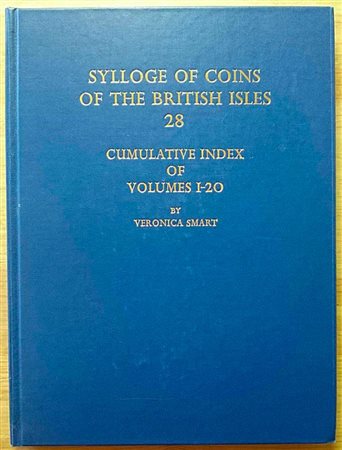 SYLLOGE OF COINS
OF THE BRITISH ISLES
28
CUMULATIVE INDEX
OF
VOLUMES I-20
BY
VERONICA SMART